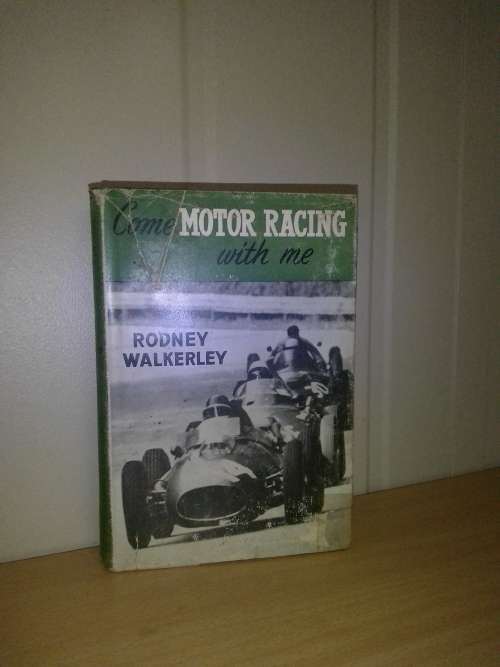 Come MOTOR RACING
with me
RODNEY
WALKERLEY